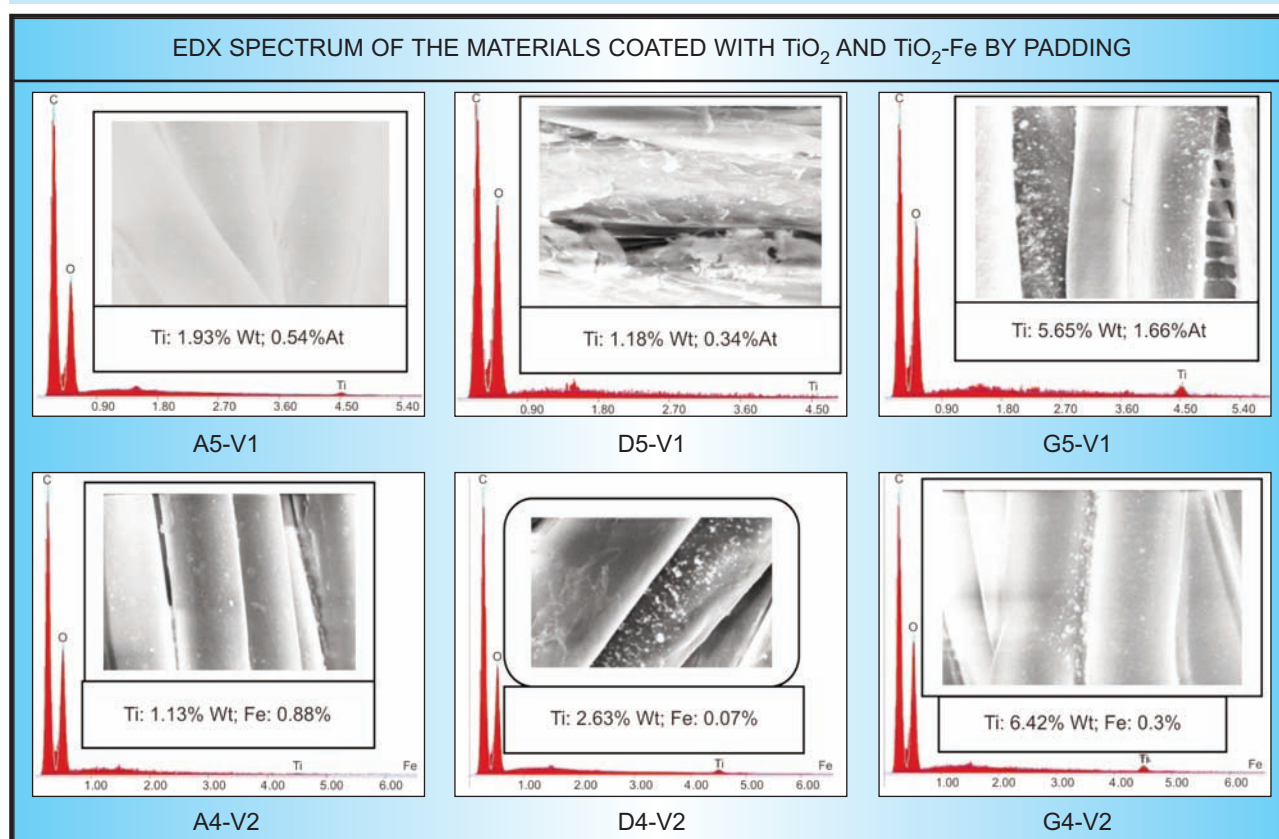 EDX SPECTRUM OF THE MATERIALS COATED WITH TiO2 AND TiO2-Fe BY PADDING
C
O
Ti: 1.93% Wt; 0.54%At
Ti
0.90 1.80 2.70 3.60 4.50 5.40
A5-V1
C
O
Ti: 1.18% Wt; 0.34%At
Ti
0.90 1.80 2.70 3.60 4.50
D5-V1
C
O
Ti: 5.65% Wt; 1.66%At
Ti
0.90 1.80 2.70 3.60 4.50 5.40
G5-V1
C
O
Ti: 1.13% Wt; Fe: 0.88%
Ti Fe
1.00 2.00 3.00 4.00 5.00 6.00
A4-V2
C
O
Ti: 2.63% Wt; Fe: 0.07%
Ti Fe
1.00 2.00 3.00 4.00 5.00 6.00
D4-V2
C
O
Ti: 6.42% Wt; Fe: 0.3%
Ti Fe
1.00 2.00 3.00 4.00 5.00 6.00
G4-V2